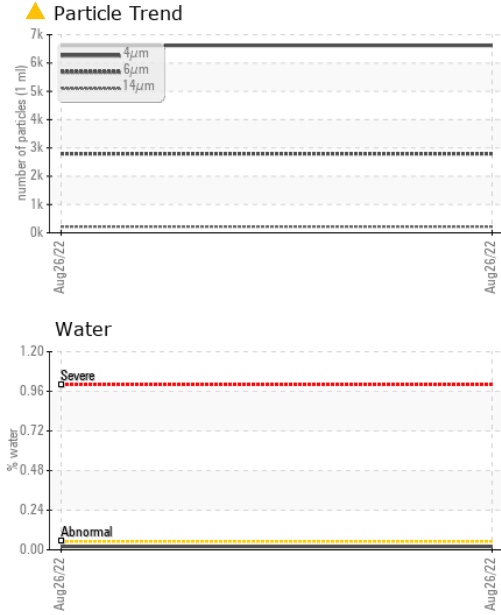 Particle Trend
number of particles (1 ml)
7k
6k
5k
4k
3k
2k
1k
0k
4μm
6μm
14μm
Aug26/22
Aug26/22
Water
% water
1.20
0.96
0.72
0.48
0.24
0.00
Severe
Abnormal
Aug26/22
Aug26/22